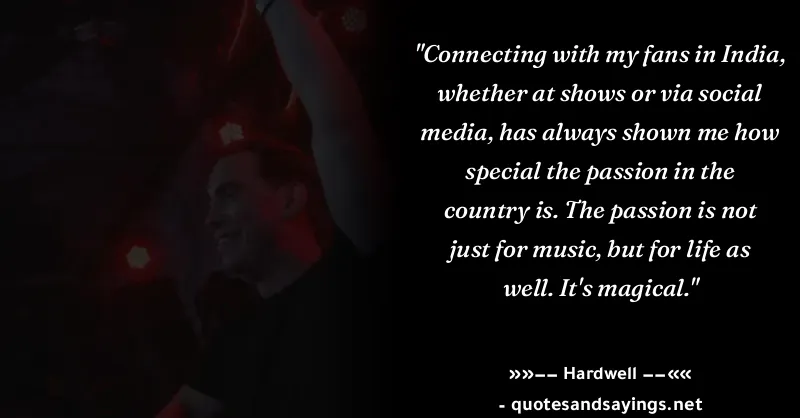 "Connecting with my fans in India,
whether at shows or via social
media, has always shown me how
special the passion in the
country is. The passion is not
just for music, but for life as
well. It's magical."
»»–– Hardwell ––««
- quotesandsayings.net